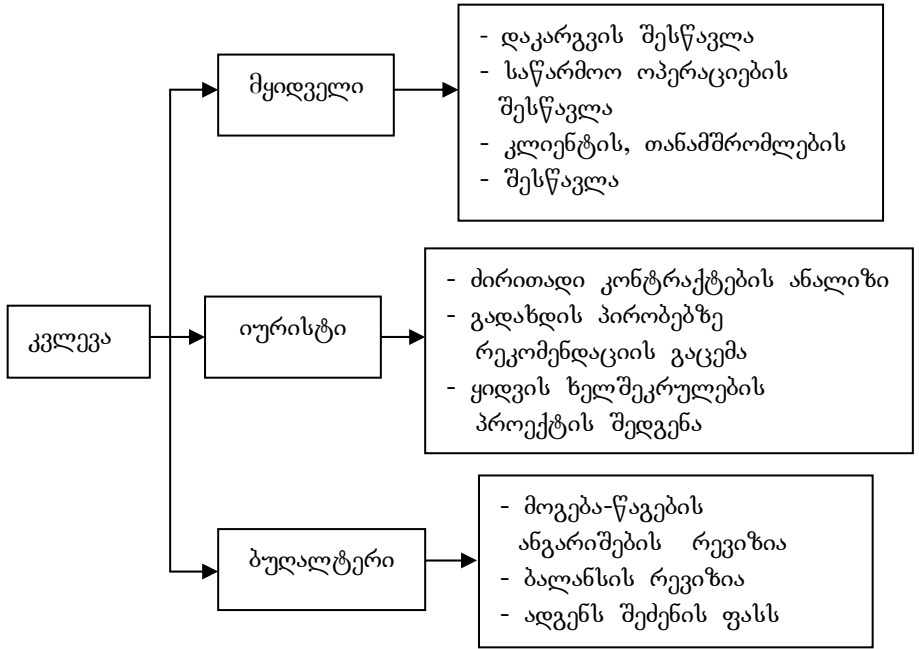 კვლევა
მყიდველი
- დაკარგვის შესწავლა
- საწარმოო ოპერაციების
შესწავლა
- კლიენტის, თანამშრომლების
- შესწავლა
იურისტი
- ძირითადი კონტრაქტების ანალიზი
- გადახდის პირობებზე
რეკომენდაციის გაცემა
- ყიდვის ხელშეკრულების
პროექტის შედგენა
ბუღალტერი
- მოგება-წაგების
ანგარიშების რევიზია
- ბალანსის რევიზია
- ადგენს შეძენის ფასს